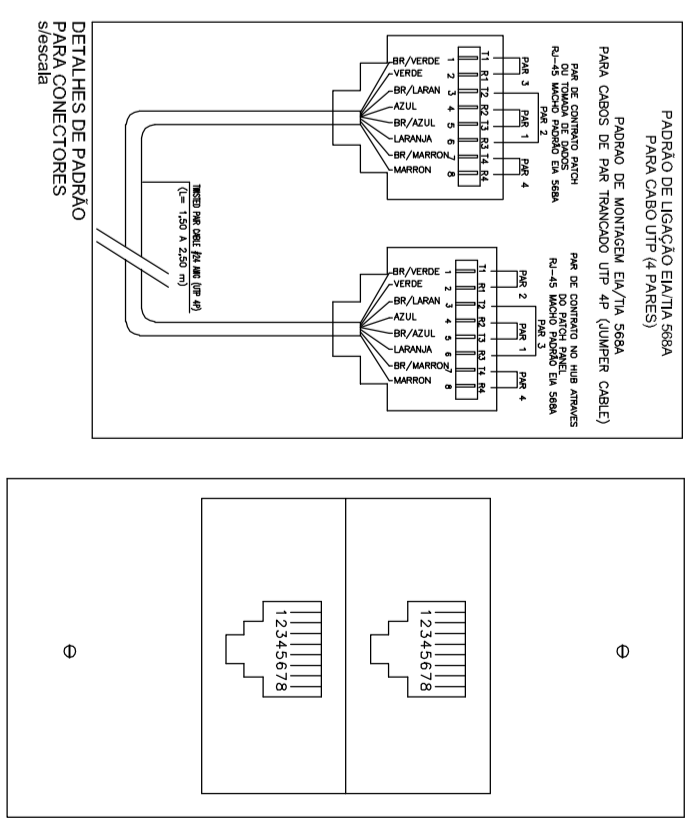 PADRÃO DE LIGAÇÃO EIA/TIA 568A
PARA CABO UTP (4 PARES)
PADRAO DE MONTAGEM EIA/TIA 568A
PARA CABOS DE PAR TRANCADO UTP 4P (JUMPER CABLE)
PAR DE CONTRATO PATCH
OU TOMADA DE DADOS
RJ-45 MACHO PADRÃO EIA 568A
PAR 2
PAR 3
PAR 1
PAR 4
T1
R1
T2
R2
T3
R3
T4
R4
1
2
3
4
5
6
7
8
BR/VERDE
VERDE
BR/LARAN
AZUL
BR/AZUL
LARANJA
BR/MARRON
MARRON
PAR DE CONTRATO NO HUB ATRAVES
DO PATCH PANEL
RJ-45 MACHO PADRÃO EIA 568A
PAR 3
PAR 2
PAR 1
PAR 4
T1
R1
T2
R2
T3
R3
T4
R4
1
2
3
4
5
6
7
8
BR/VERDE
VERDE
BR/LARAN
AZUL
BR/AZUL
LARANJA
BR/MARRON
MARRON
TWISTED PAIR CABLE #24 AWG (UTP 4P)
(L= 1,50 A 2,50 m)
DETALHES DE PADRÃO
PARA CONECTORES
s/escala
12345678
12345678